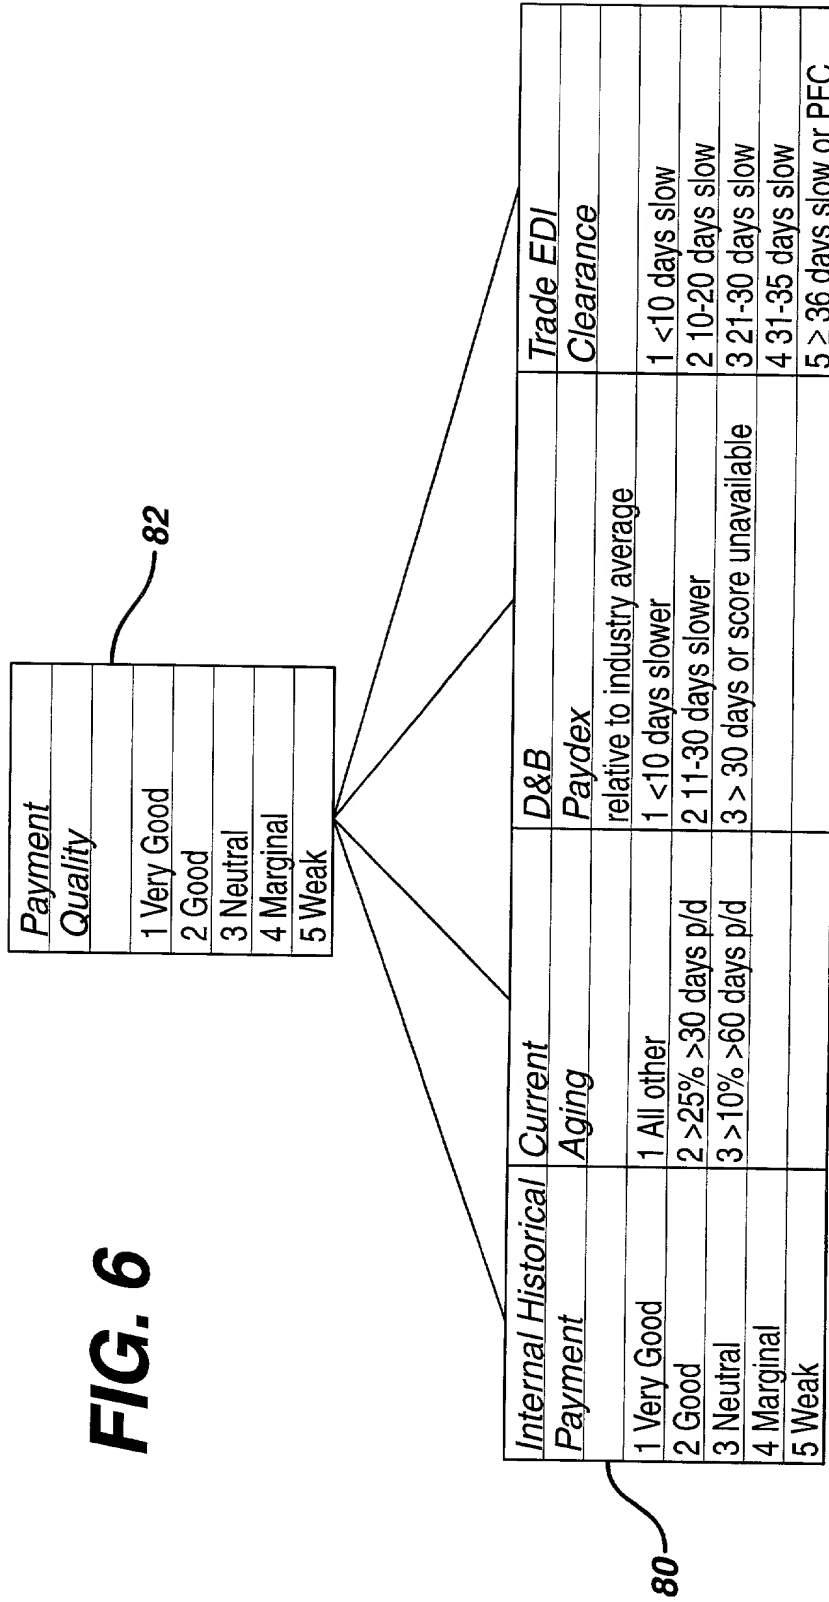 FIG. 6
Payment
Quality
1 Very Good
2 Good
3 Neutral
4 Marginal
5 Weak
82
Internal Historical
Payment
1 Very Good
2 Good
3 Neutral
4 Marginal
5 Weak
Current
Aging
1 All other
2 >25% >30 days p/d
3 >10% >60 days p/d
D&B
Paydex
relative to industry average
1 <10 days slower
2 11-30 days slower
3 > 30 days or score unavailable
Trade EDI
Clearance
1 <10 days slow
2 10-20 days slow
3 21-30 days slow
4 31-35 days slow
5 ≥ 36 days slow or PFC
80